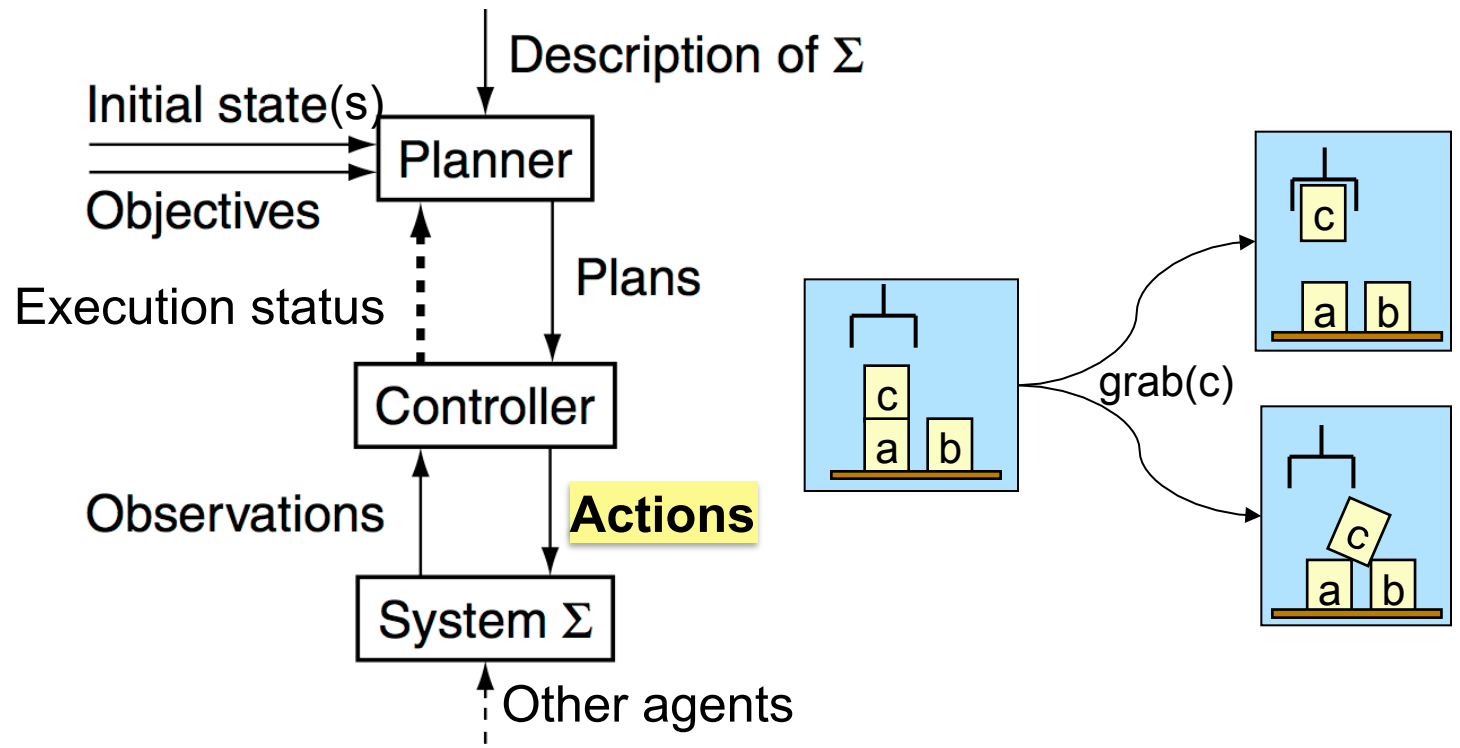 Description of Σ
Initial state(s)
Planner
Objectives
Execution status
Plans
Controller
Observations
Actions
System Σ
Other agents
c
a b
grab(c)
c
a b
c
a b